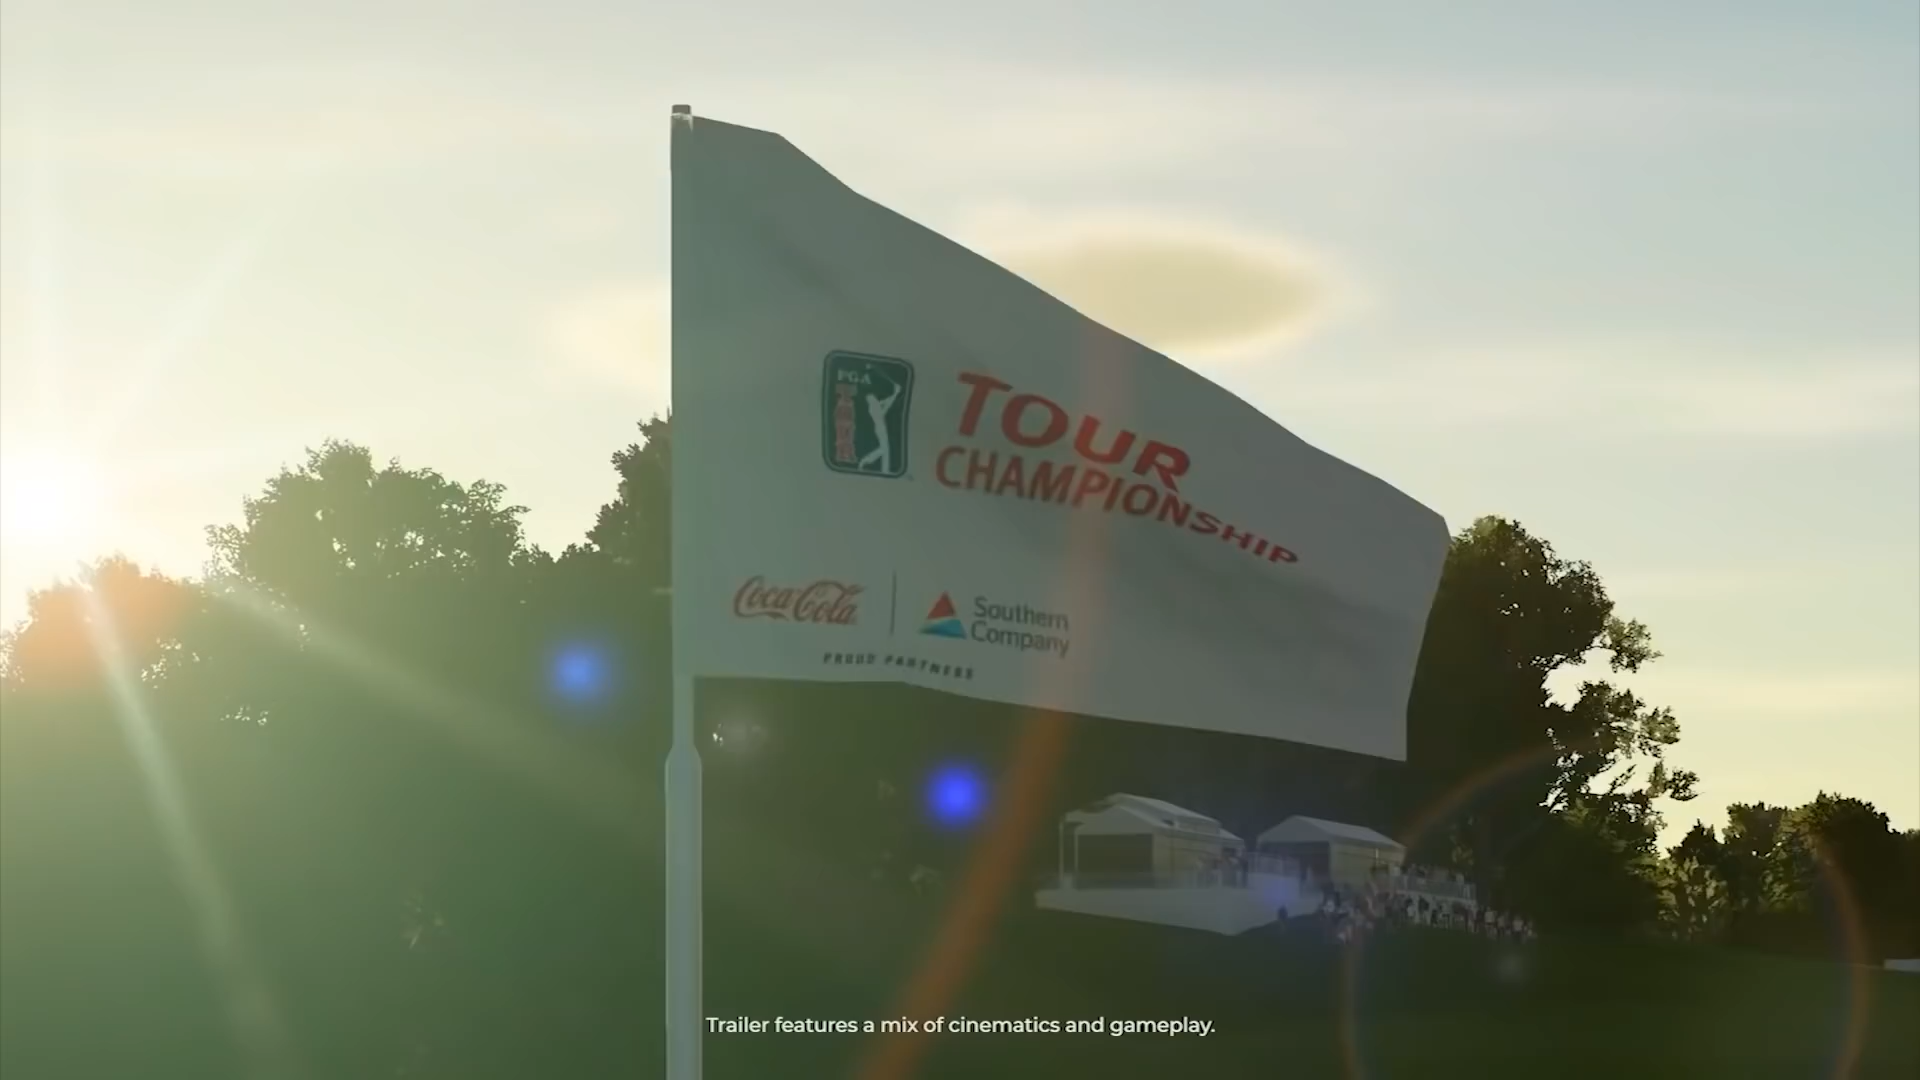 PGA
TOUR
TOUR
CHAMPIONSHIP
Coca-Cola
Southern
Company
PROUD PARTNERS
Trailer features a mix of cinematics and gameplay.